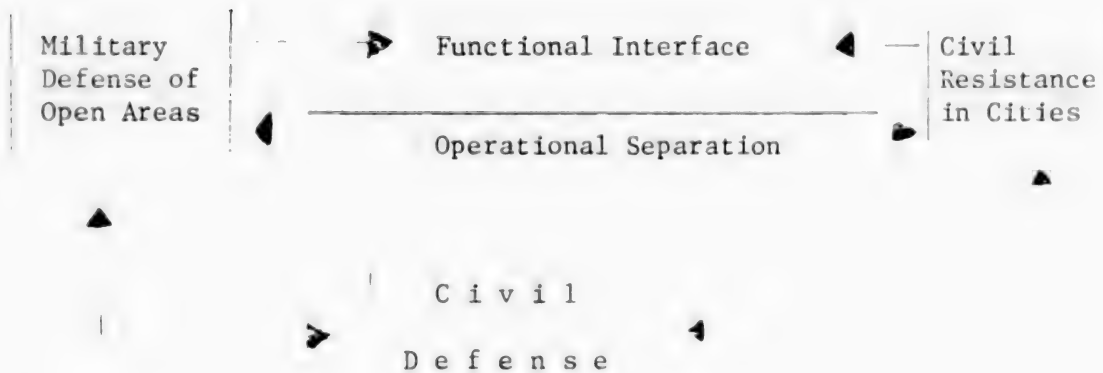 Military
Defense of
Open Areas
Functional Interface
Operational Separation
Civil
Resistance
in Cities
C i v i l
D e f e n s e